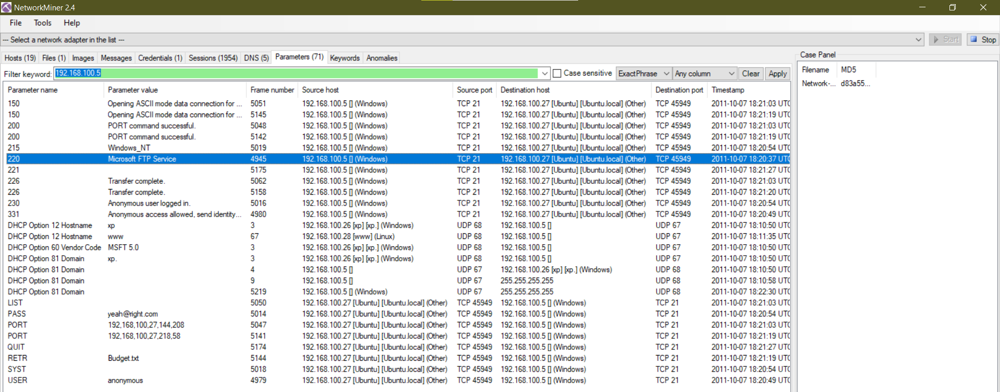 NetworkMiner 2.4
File Tools Help
--- Select a network adapter in the list --- Start Stop
Hosts (19) Files (1) Images Messages Credentials (1) Sessions (1954) DNS (5) Parameters (71) Keywords Anomalies Case Panel
Filter keyword: 192.168.100.5 Case sensitive ExactPhrase Any column Clear Apply Filename MD5
Network-... d83a55...
Parameter name Parameter value Frame number Source host Source port Destination host Destination port Timestamp
150 Opening ASCII mode data connection for ... 5051 192.168.100.5 [] (Windows) TCP 21 192.168.100.27 [Ubuntu] [Ubuntu.local] (Other) TCP 45949 2011-10-07 18:21:03 UTC
150 Opening ASCII mode data connection for ... 5145 192.168.100.5 [] (Windows) TCP 21 192.168.100.27 [Ubuntu] [Ubuntu.local] (Other) TCP 45949 2011-10-07 18:21:19 UTC
200 PORT command successful. 5048 192.168.100.5 [] (Windows) TCP 21 192.168.100.27 [Ubuntu] [Ubuntu.local] (Other) TCP 45949 2011-10-07 18:21:03 UTC
200 PORT command successful. 5142 192.168.100.5 [] (Windows) TCP 21 192.168.100.27 [Ubuntu] [Ubuntu.local] (Other) TCP 45949 2011-10-07 18:21:19 UTC
215 Windows_NT 5019 192.168.100.5 [] (Windows) TCP 21 192.168.100.27 [Ubuntu] [Ubuntu.local] (Other) TCP 45949 2011-10-07 18:20:54 UTC
220 Microsoft FTP Service 4945 192.168.100.5 [] (Windows) TCP 21 192.168.100.27 [Ubuntu] [Ubuntu.local] (Other) TCP 45949 2011-10-07 18:20:37 UTC
221 5175 192.168.100.5 [] (Windows) TCP 21 192.168.100.27 [Ubuntu] [Ubuntu.local] (Other) TCP 45949 2011-10-07 18:21:27 UTC
226 Transfer complete. 5062 192.168.100.5 [] (Windows) TCP 21 192.168.100.27 [Ubuntu] [Ubuntu.local] (Other) TCP 45949 2011-10-07 18:21:03 UTC
226 Transfer complete. 5158 192.168.100.5 [] (Windows) TCP 21 192.168.100.27 [Ubuntu] [Ubuntu.local] (Other) TCP 45949 2011-10-07 18:21:20 UTC
230 Anonymous user logged in. 5016 192.168.100.5 [] (Windows) TCP 21 192.168.100.27 [Ubuntu] [Ubuntu.local] (Other) TCP 45949 2011-10-07 18:20:54 UTC
331 Anonymous access allowed, send identity... 4980 192.168.100.5 [] (Windows) TCP 21 192.168.100.27 [Ubuntu] [Ubuntu.local] (Other) TCP 45949 2011-10-07 18:20:49 UTC
DHCP Option 12 Hostname xp 3 192.168.100.26 [xp] [xp.] (Windows) UDP 68 192.168.100.5 [] UDP 67 2011-10-07 18:10:50 UTC
DHCP Option 12 Hostname www 67 192.168.100.28 [www] (Linux) UDP 68 192.168.100.5 [] UDP 67 2011-10-07 18:11:35 UTC
DHCP Option 60 Vendor Code MSFT 5.0 3 192.168.100.26 [xp] [xp.] (Windows) UDP 68 192.168.100.5 [] UDP 67 2011-10-07 18:10:50 UTC
DHCP Option 81 Domain xp. 3 192.168.100.26 [xp] [xp.] (Windows) UDP 68 192.168.100.5 [] UDP 67 2011-10-07 18:10:50 UTC
DHCP Option 81 Domain 4 192.168.100.5 [] UDP 67 192.168.100.26 [xp] [xp.] (Windows) UDP 68 2011-10-07 18:10:50 UTC
DHCP Option 81 Domain 9 192.168.100.5 [] UDP 67 255.255.255.255 UDP 68 2011-10-07 18:10:58 UTC
DHCP Option 81 Domain 5219 192.168.100.5 [] (Windows) UDP 67 255.255.255.255 UDP 68 2011-10-07 18:22:30 UTC
LIST 5050 192.168.100.27 [Ubuntu] [Ubuntu.local] (Other) TCP 45949 192.168.100.5 [] (Windows) TCP 21 2011-10-07 18:21:03 UTC
PASS yeah@right.com 5014 192.168.100.27 [Ubuntu] [Ubuntu.local] (Other) TCP 45949 192.168.100.5 [] (Windows) TCP 21 2011-10-07 18:20:54 UTC
PORT 192,168,100,27,144,208 5047 192.168.100.27 [Ubuntu] [Ubuntu.local] (Other) TCP 45949 192.168.100.5 [] (Windows) TCP 21 2011-10-07 18:21:03 UTC
PORT 192,168,100,27,218,58 5141 192.168.100.27 [Ubuntu] [Ubuntu.local] (Other) TCP 45949 192.168.100.5 [] (Windows) TCP 21 2011-10-07 18:21:19 UTC
QUIT 5174 192.168.100.27 [Ubuntu] [Ubuntu.local] (Other) TCP 45949 192.168.100.5 [] (Windows) TCP 21 2011-10-07 18:21:27 UTC
RETR Budget.txt 5144 192.168.100.27 [Ubuntu] [Ubuntu.local] (Other) TCP 45949 192.168.100.5 [] (Windows) TCP 21 2011-10-07 18:21:19 UTC
SYST 5018 192.168.100.27 [Ubuntu] [Ubuntu.local] (Other) TCP 45949 192.168.100.5 [] (Windows) TCP 21 2011-10-07 18:20:54 UTC
USER anonymous 4979 192.168.100.27 [Ubuntu] [Ubuntu.local] (Other) TCP 45949 192.168.100.5 [] (Windows) TCP 21 2011-10-07 18:20:49 UTC